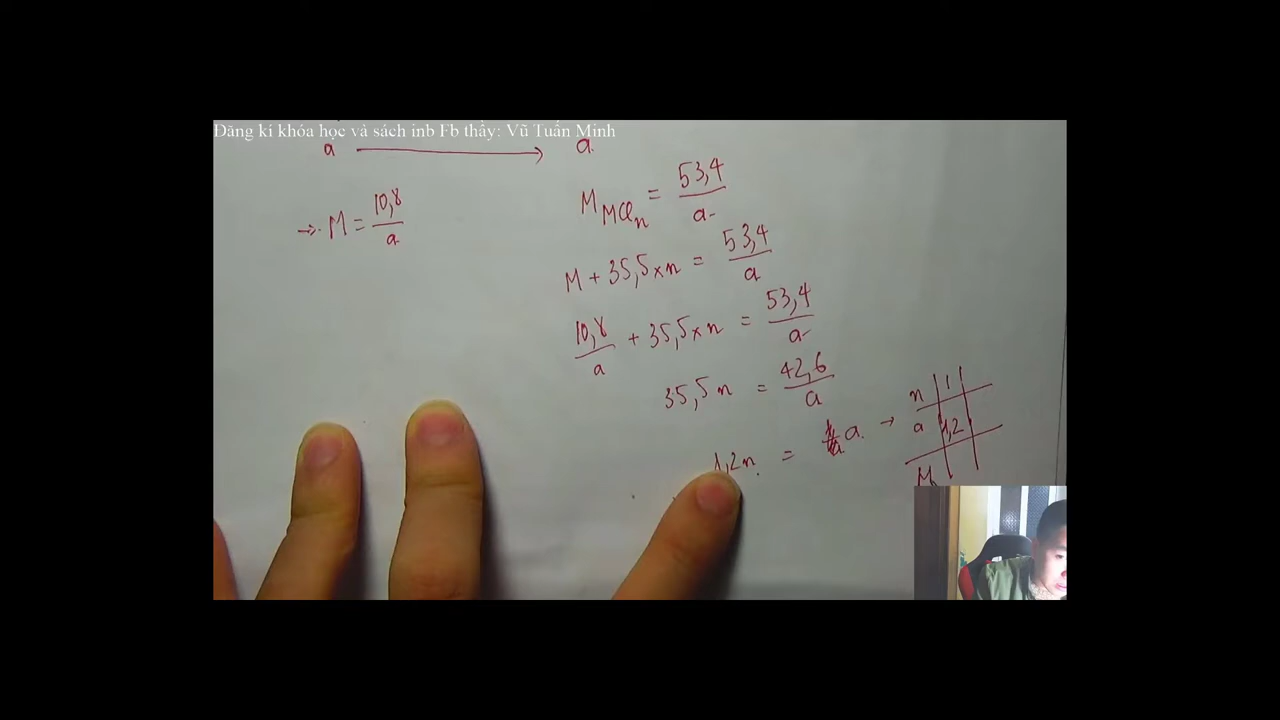 Đăng kí khóa học và sách inb Fb thầy: Vũ Tuấn Minh
a → a
→ M = 10,8/a
M MCln = 53,4/a
M + 35,5 x n = 53,4/a
10,8/a + 35,5 x n = 53,4/a
35,5n = 42,6/a
1,2n = a →
n | 1 |
a | 1,2 |
M